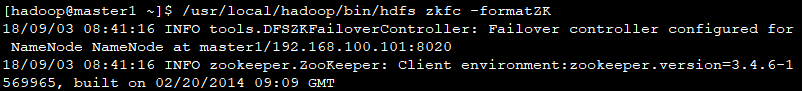 [hadoop@master1 ~]$ /usr/local/hadoop/bin/hdfs zkfc -formatZK
18/09/03 08:41:16 INFO tools.DFSZKFailoverController: Failover controller configured for
NameNode NameNode at master1/192.168.100.101:8020
18/09/03 08:41:16 INFO zookeeper.ZooKeeper: Client environment:zookeeper.version=3.4.6-1
569965, built on 02/20/2014 09:09 GMT